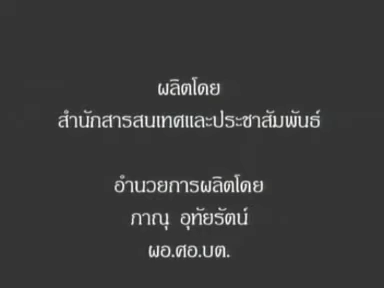 ผลิตโดย
สำนักสารสนเทศและประชาสัมพันธ์
อำนวยการผลิตโดย
ภาณุ อุทัยรัตน์
ผอ.ศอ.บต.